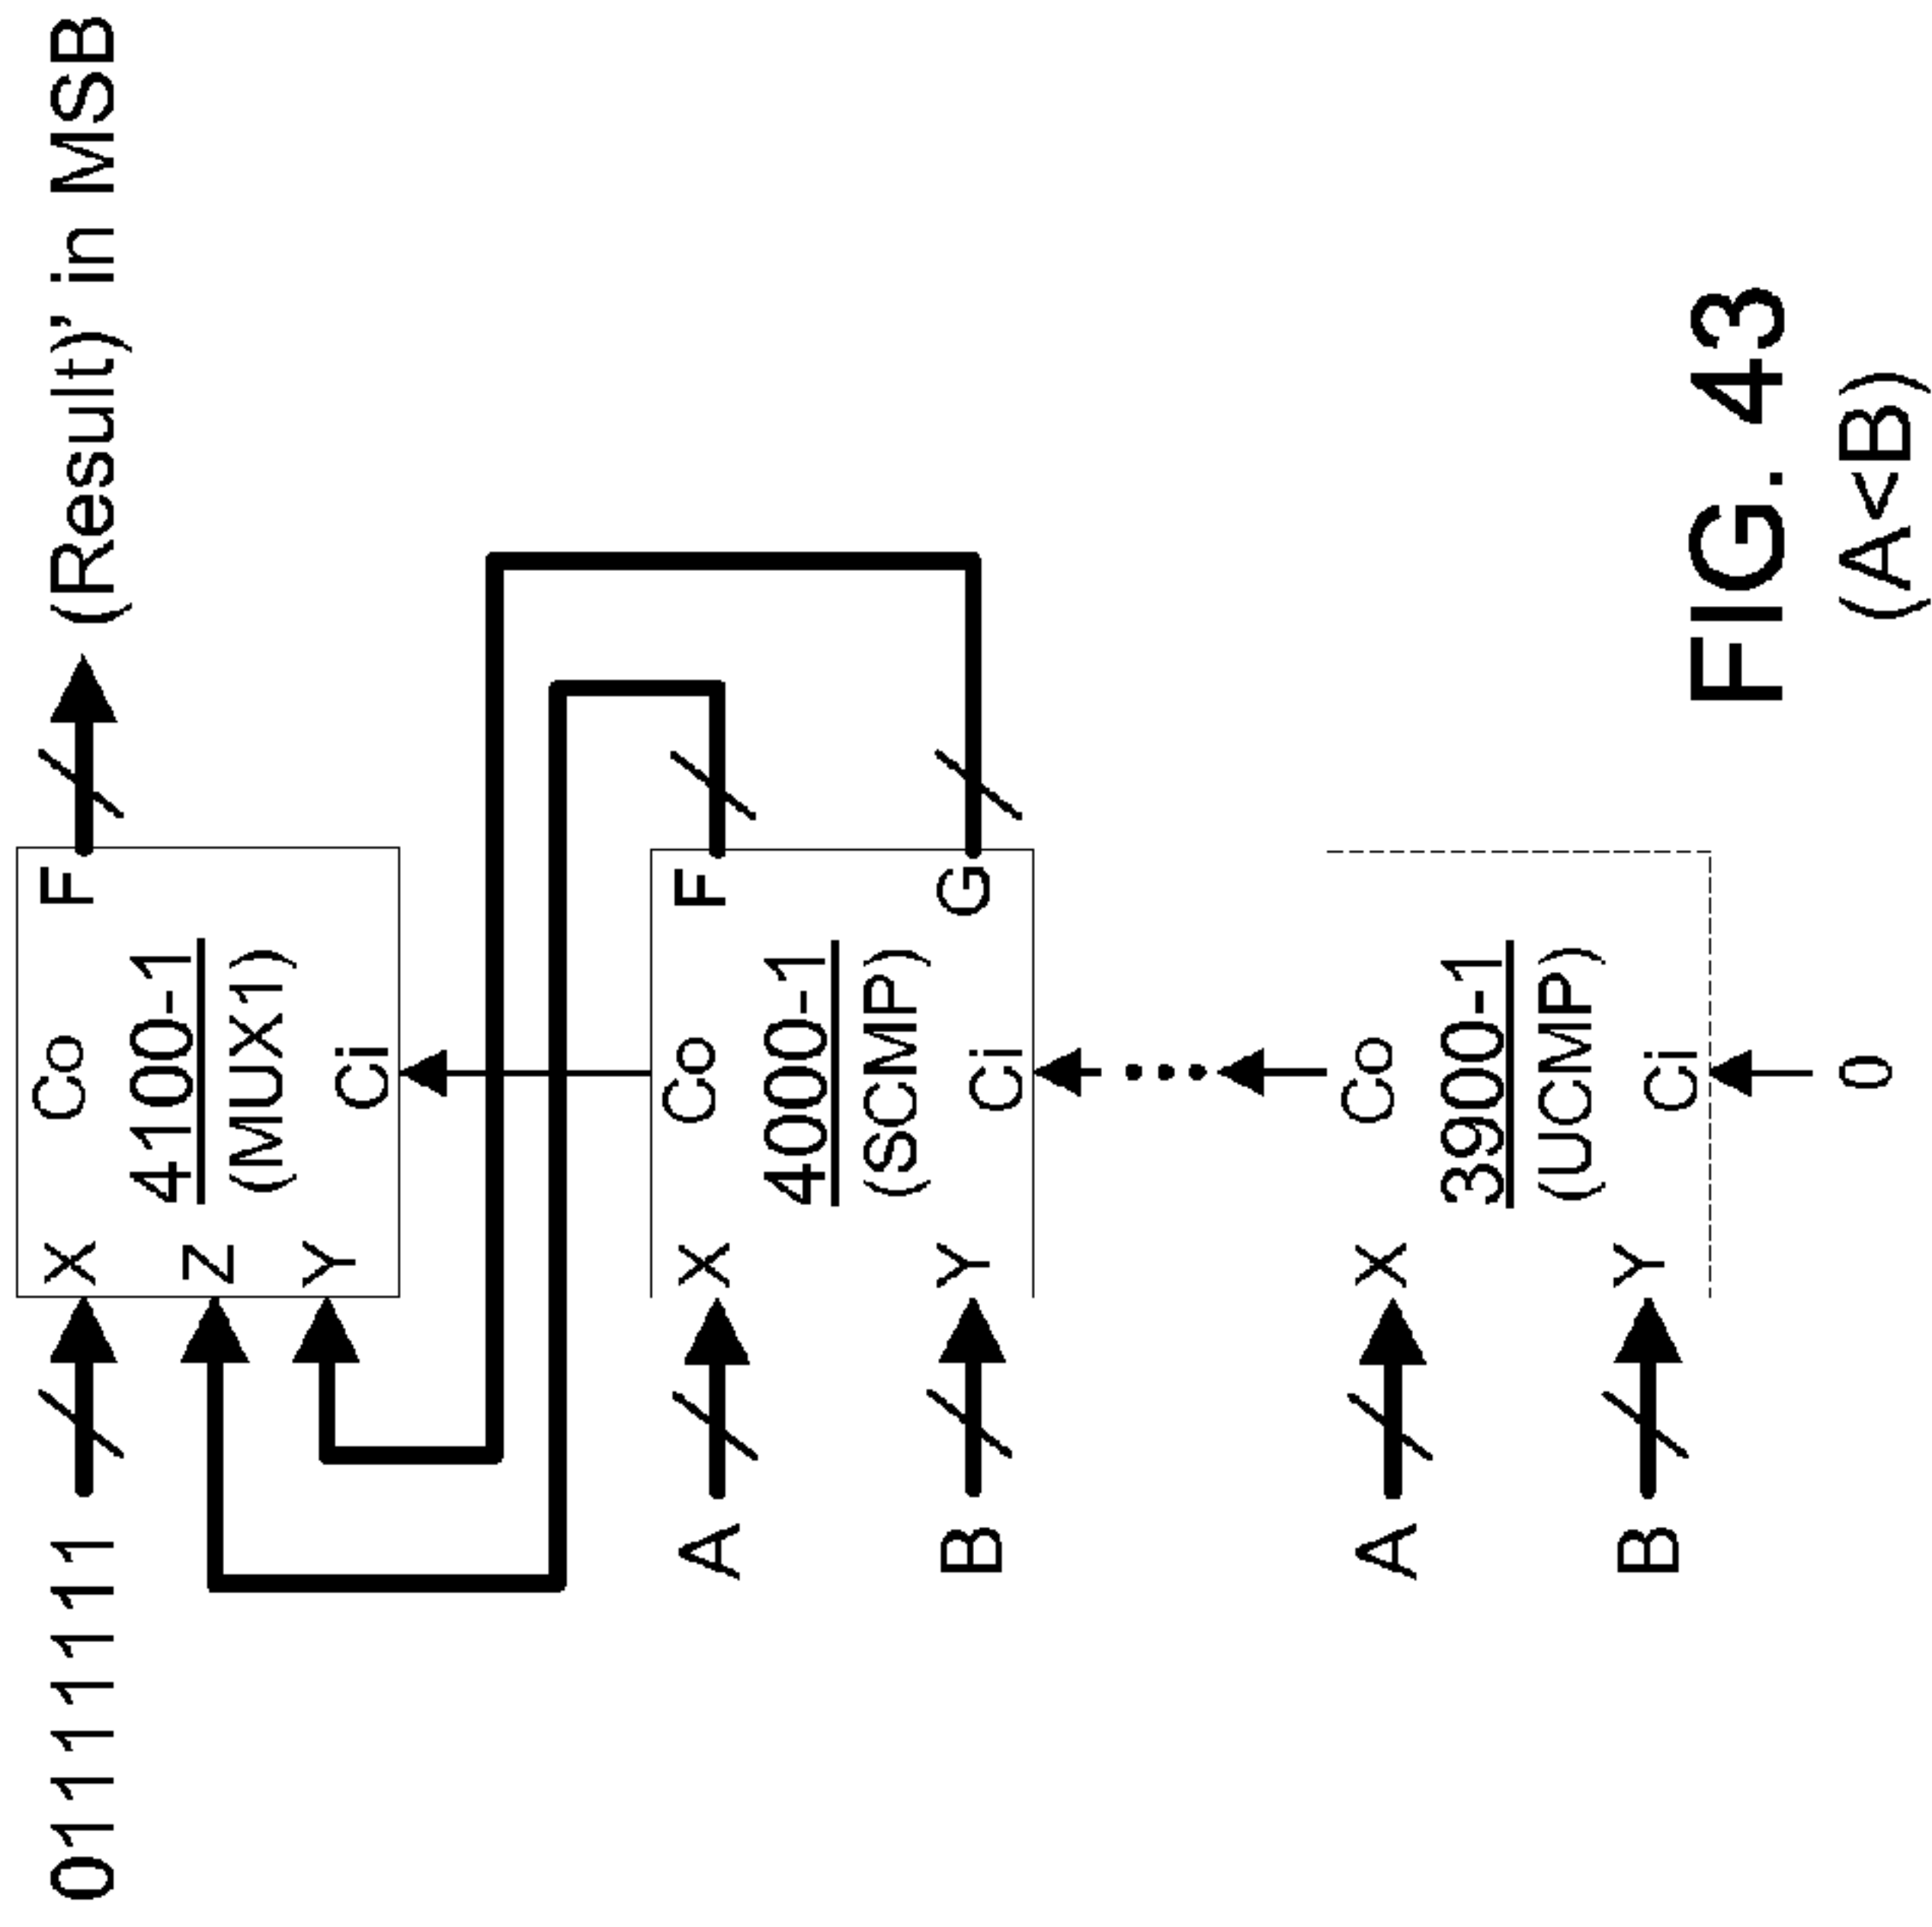 01111111 X Co F (Result)' in MSB
4100-1
Z
(MUX1)
Y Ci
A X Co F
4000-1
(SCMP)
B Y Ci G
A X Co
3900-1
(UCMP)
B Y Ci
0
FIG. 43
(A<B)